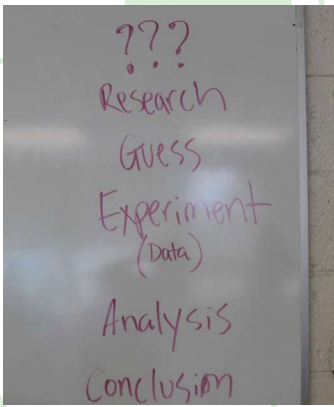 ???
Research
Guess
Experiment
(Data)
Analysis
Conclusion